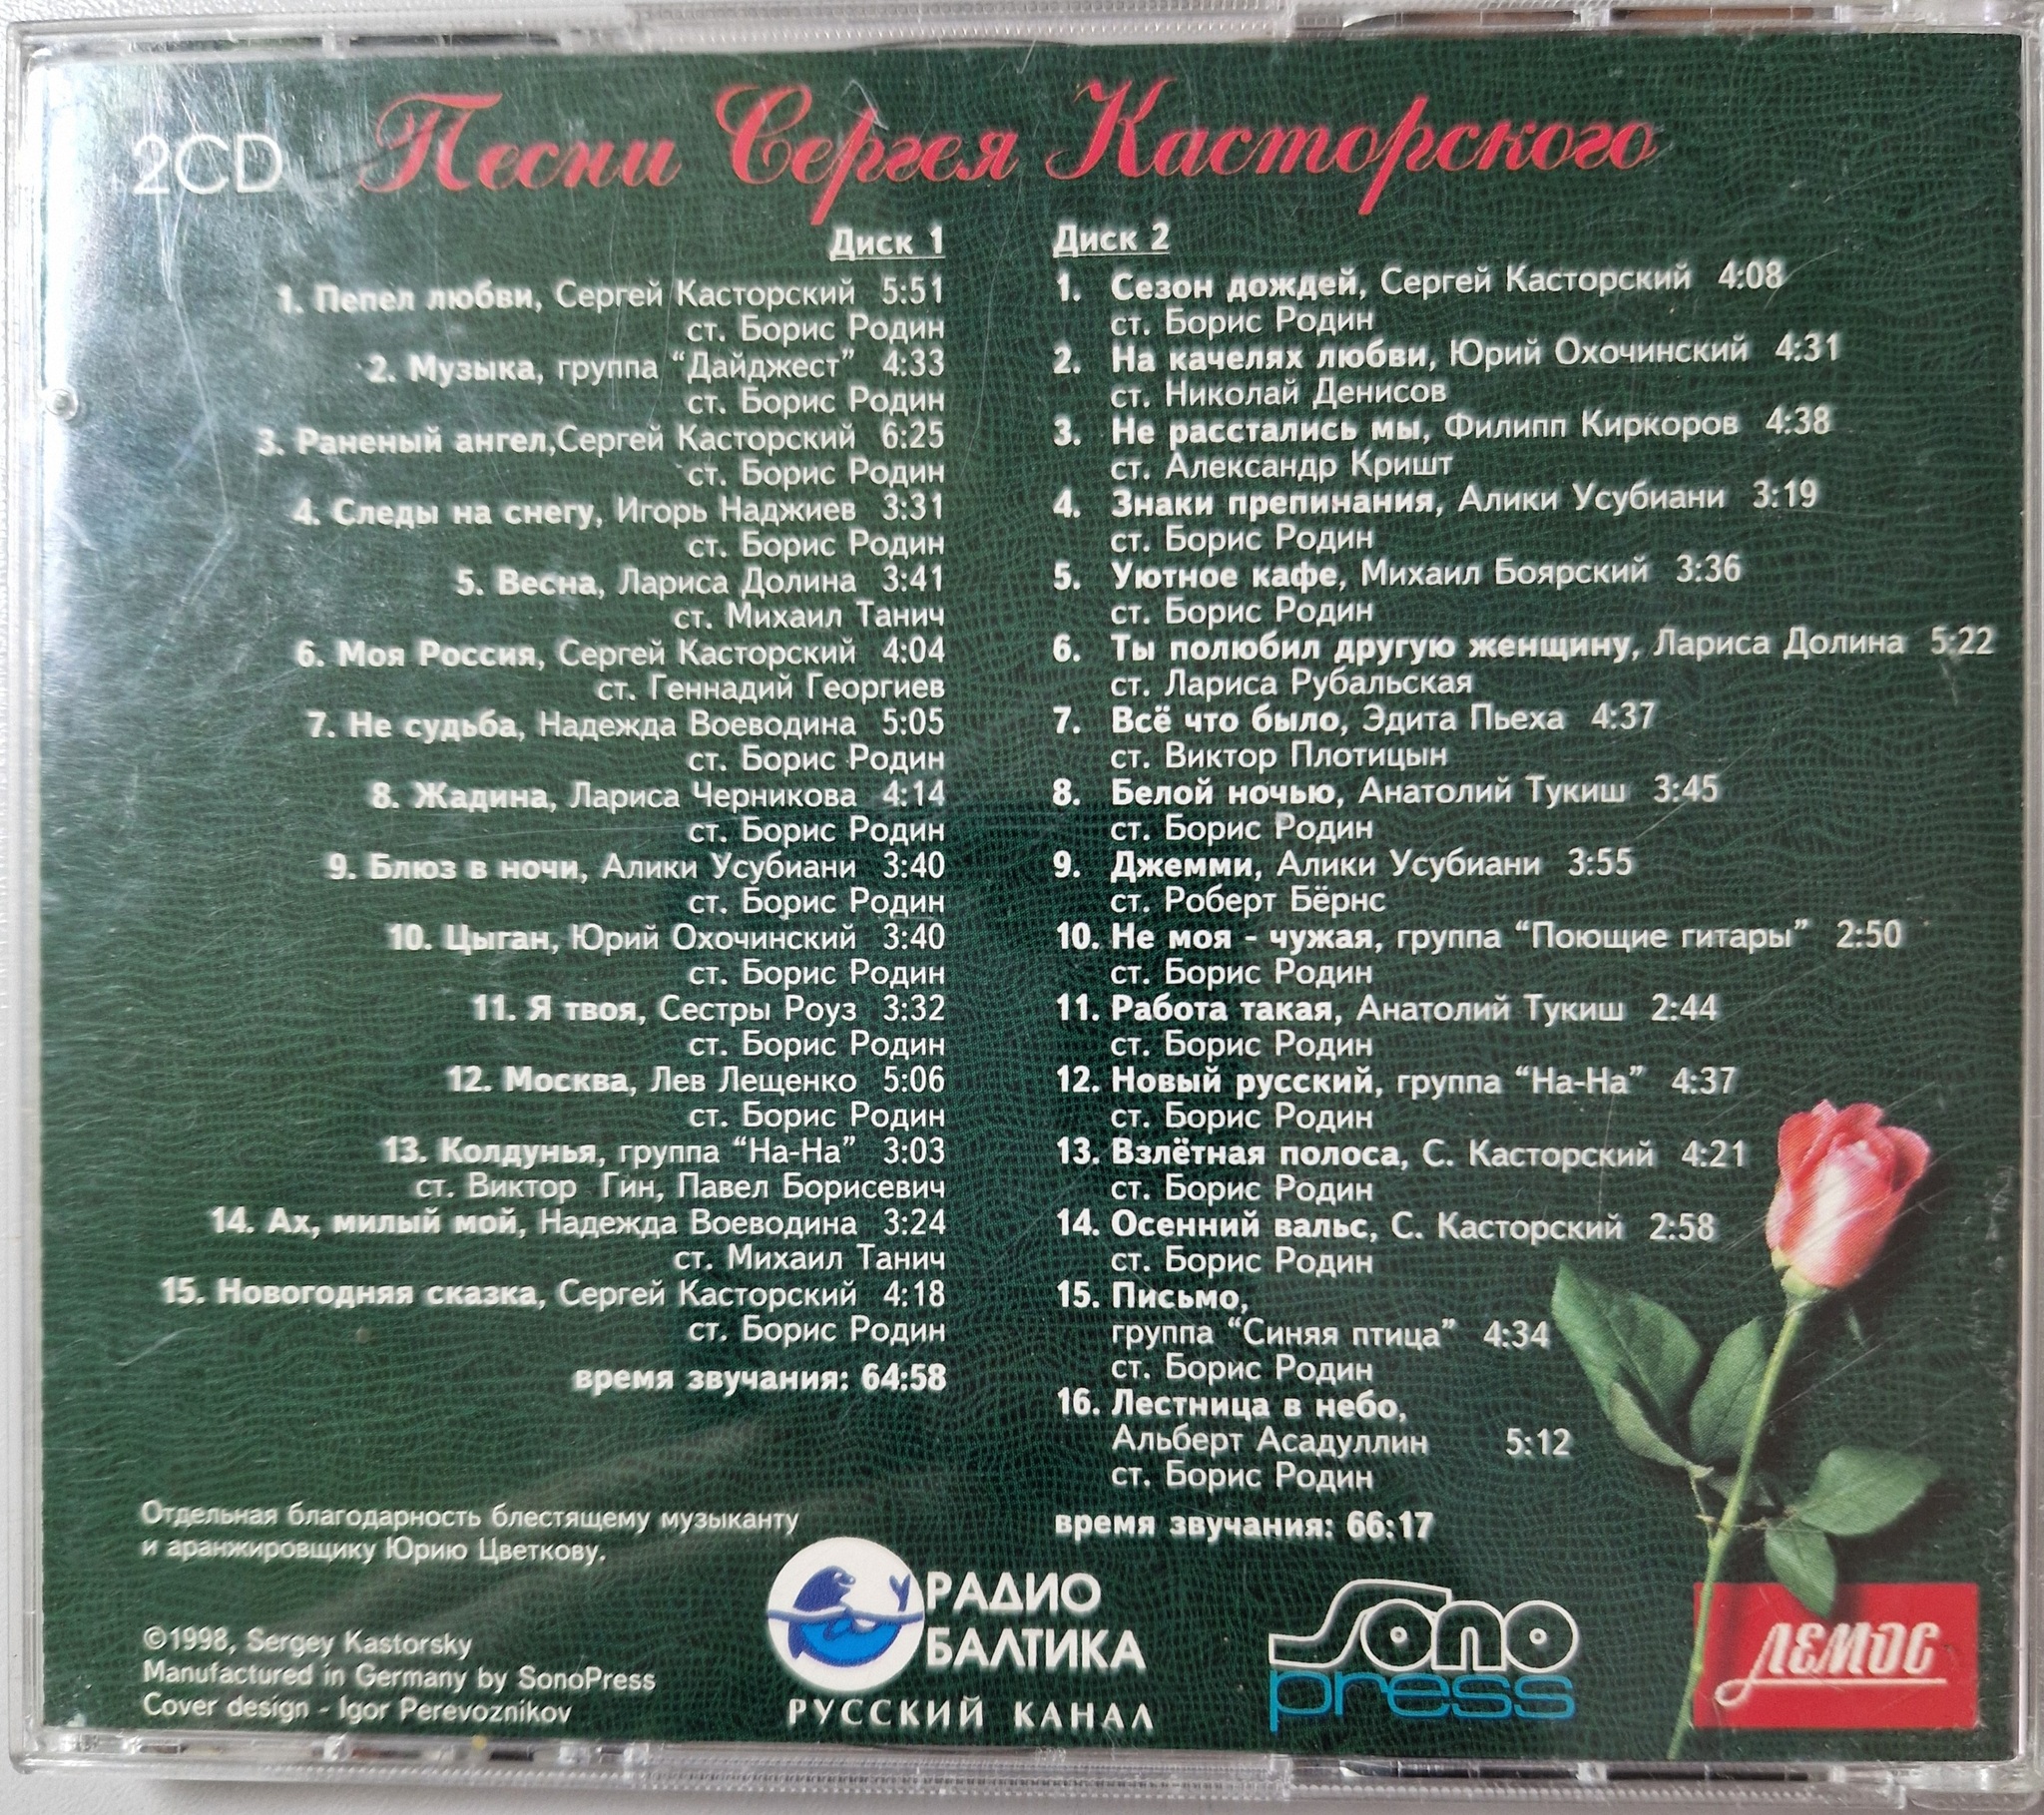 2CD Песни Сергея Касторского
Диск 1
1. Пепел любви, Сергей Касторский 5:51
ст. Борис Родин
2. Музыка, группа “Дайджест” 4:33
ст. Борис Родин
3. Раненый ангел,Сергей Касторский 6:25
ст. Борис Родин
4. Следы на снегу, Игорь Наджиев 3:31
ст. Борис Родин
5. Весна, Лариса Долина 3:41
ст. Михаил Танич
6. Моя Россия, Сергей Касторский 4:04
ст. Геннадий Георгиев
7. Не судьба, Надежда Воеводина 5:05
ст. Борис Родин
8. Жадина, Лариса Черникова 4:14
ст. Борис Родин
9. Блюз в ночи, Алики Усубиани 3:40
ст. Борис Родин
10. Цыган, Юрий Охочинский 3:40
ст. Борис Родин
11. Я твоя, Сестры Роуз 3:32
ст. Борис Родин
12. Москва, Лев Лещенко 5:06
ст. Борис Родин
13. Колдунья, группа “На-На” 3:03
ст. Виктор Гин, Павел Борисевич
14. Ах, милый мой, Надежда Воеводина 3:24
ст. Михаил Танич
15. Новогодняя сказка, Сергей Касторский 4:18
ст. Борис Родин
время звучания: 64:58
Диск 2
1. Сезон дождей, Сергей Касторский 4:08
ст. Борис Родин
2. На качелях любви, Юрий Охочинский 4:31
ст. Николай Денисов
3. Не расстались мы, Филипп Киркоров 4:38
ст. Александр Кришт
4. Знаки препинания, Алики Усубиани 3:19
ст. Борис Родин
5. Уютное кафе, Михаил Боярский 3:36
ст. Борис Родин
6. Ты полюбил другую женщину, Лариса Долина 5:22
ст. Лариса Рубальская
7. Всё что было, Эдита Пьеха 4:37
ст. Виктор Плотицын
8. Белой ночью, Анатолий Тукиш 3:45
ст. Борис Родин
9. Джемми, Алики Усубиани 3:55
ст. Роберт Бёрнс
10. Не моя - чужая, группа “Поющие гитары” 2:50
ст. Борис Родин
11. Работа такая, Анатолий Тукиш 2:44
ст. Борис Родин
12. Новый русский, группа “На-На” 4:37
ст. Борис Родин
13. Взлётная полоса, С. Касторский 4:21
ст. Борис Родин
14. Осенний вальс, С. Касторский 2:58
ст. Борис Родин
15. Письмо,
группа “Синяя птица” 4:34
ст. Борис Родин
16. Лестница в небо,
Альберт Асадуллин 5:12
ст. Борис Родин
время звучания: 66:17
Отдельная благодарность блестящему музыканту
и аранжировщику Юрию Цветкову.
©1998, Sergey Kastorsky
Manufactured in Germany by SonoPress
Cover design - Igor Perevoznikov
РАДИО
БАЛТИКА
РУССКИЙ КАНАЛ
Sono
press
ЛЕМОС